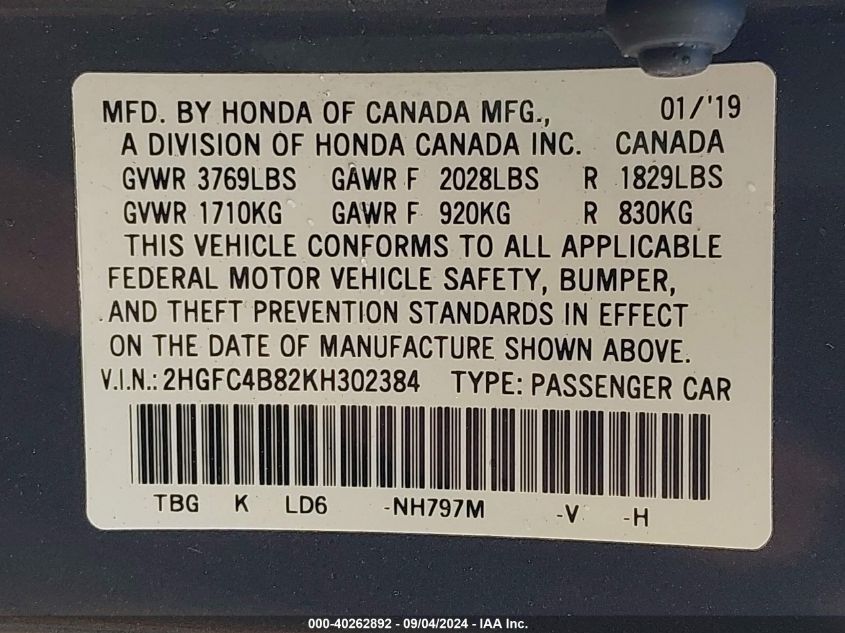 MFD. BY HONDA OF CANADA MFG., 01/'19
A DIVISION OF HONDA CANADA INC. CANADA
GVWR 3769LBS GAWR F 2028LBS R 1829LBS
GVWR 1710KG GAWR F 920KG R 830KG
THIS VEHICLE CONFORMS TO ALL APPLICABLE
FEDERAL MOTOR VEHICLE SAFETY, BUMPER,
AND THEFT PREVENTION STANDARDS IN EFFECT
ON THE DATE OF MANUFACTURE SHOWN ABOVE.
V.I.N.: 2HGFC4B82KH302384 TYPE: PASSENGER CAR
TBG K LD6 -NH797M -V -H
000-40262892 - 09/04/2024 - IAA Inc.